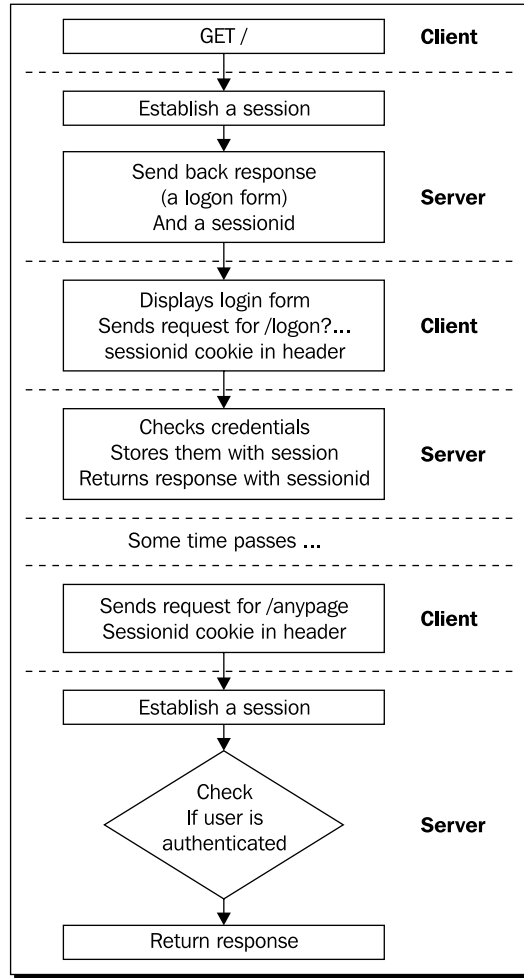 GET /
Client
Establish a session
Send back response
(a logon form)
And a sessionid
Server
Displays login form
Sends request for /logon?...
sessionid cookie in header
Client
Checks credentials
Stores them with session
Returns response with sessionid
Server
Some time passes ...
Sends request for /anypage
Sessionid cookie in header
Client
Establish a session
Check
If user is
authenticated
Server
Return response